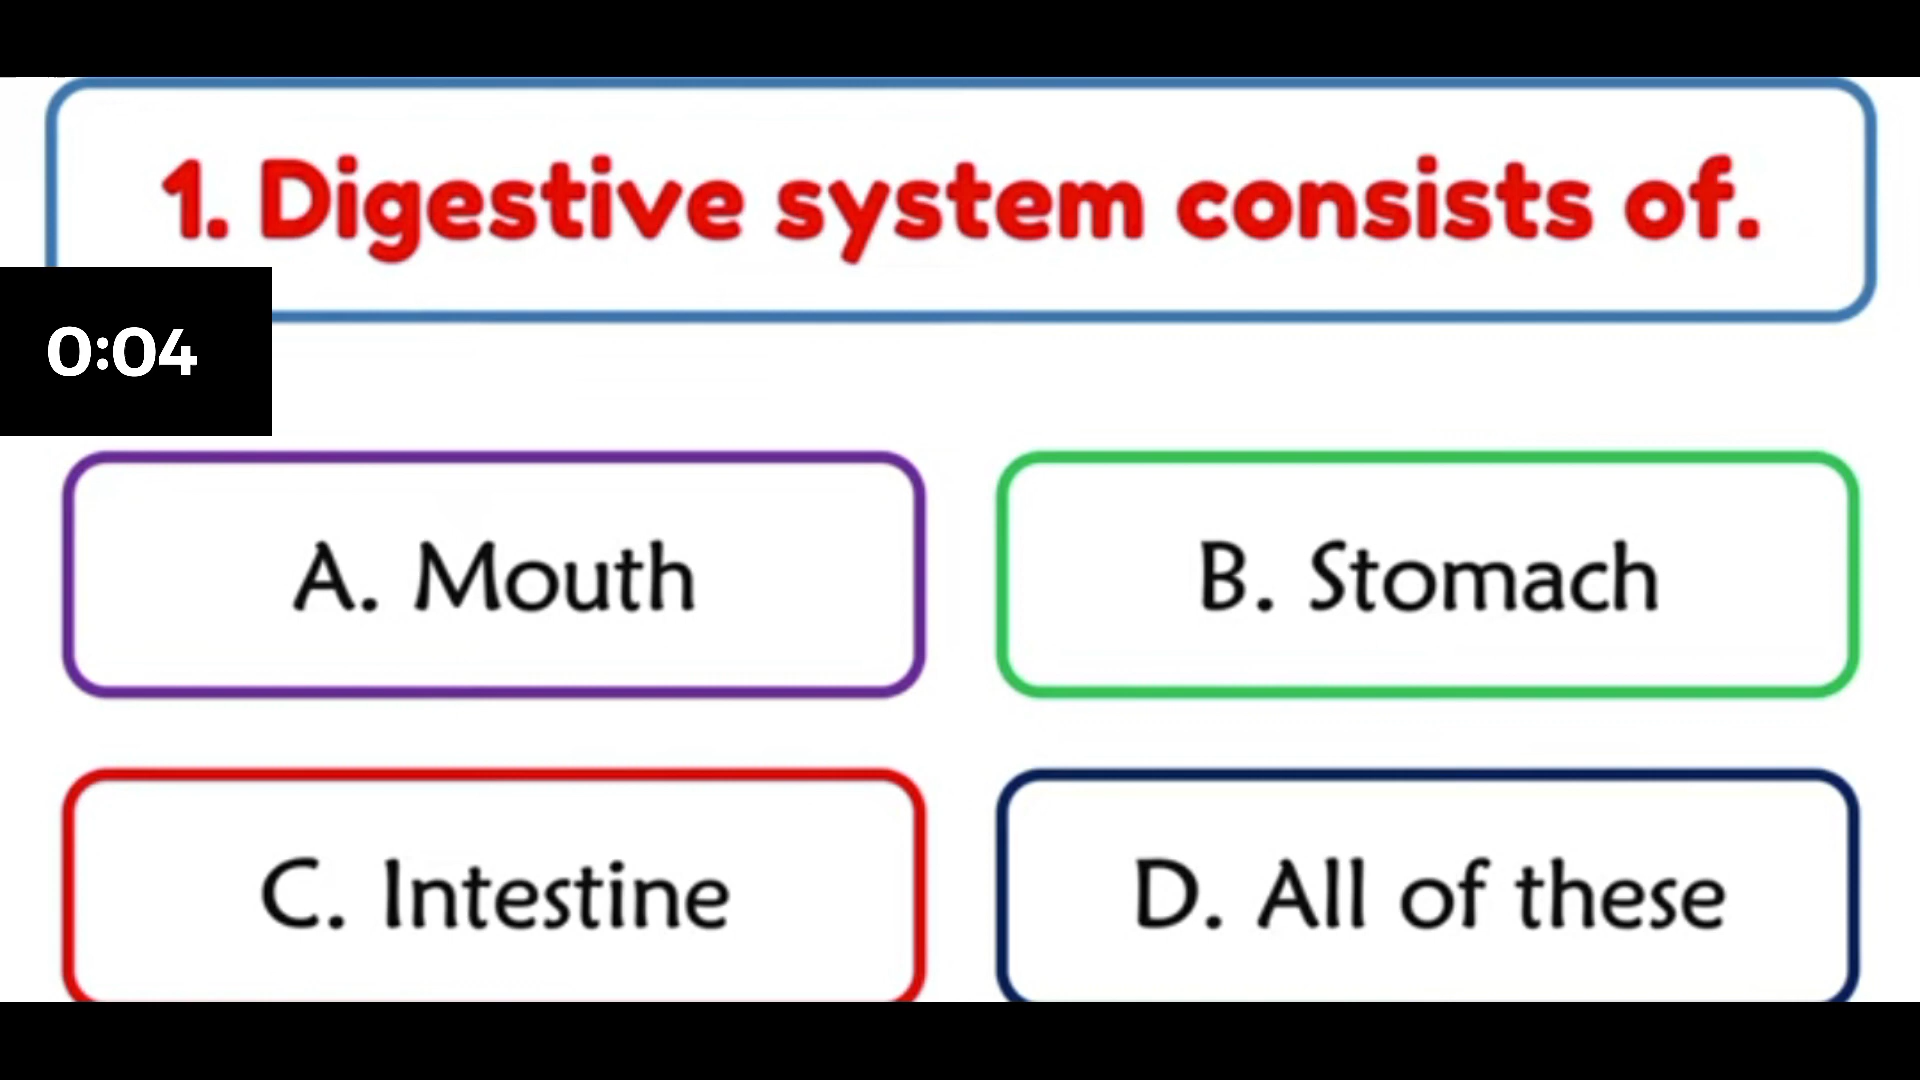 1. Digestive system consists of.
0:04
A. Mouth
B. Stomach
C. Intestine
D. All of these